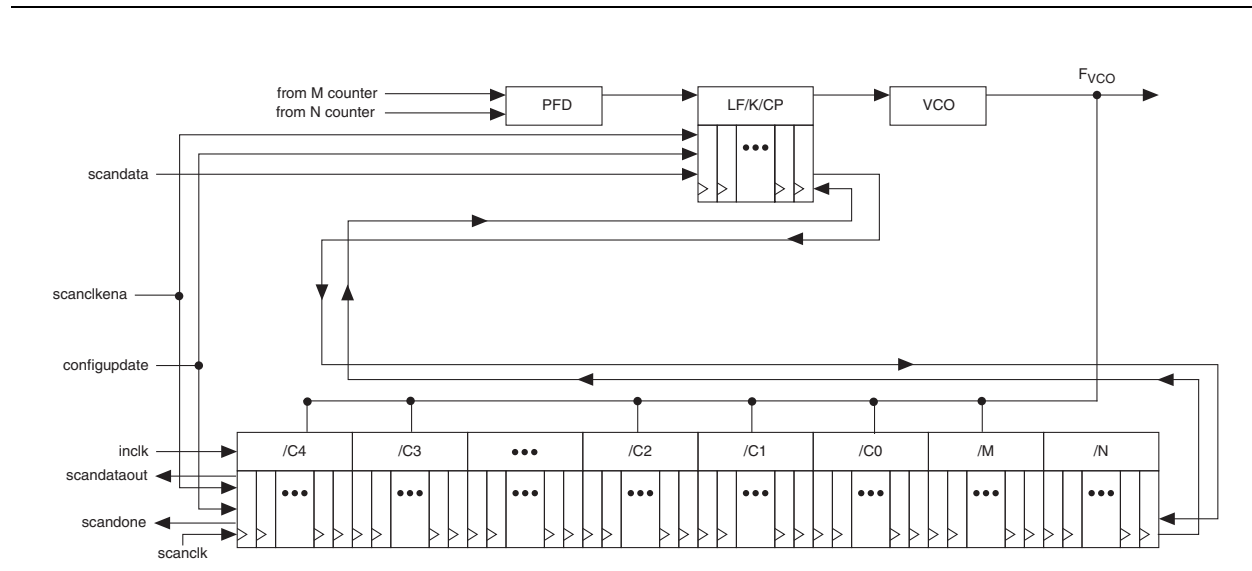 FVCO
from M counter
from N counter
PFD
LF/K/CP
VCO
scandata
scanclkena
configupdate
inclk
/C4
/C3
/C2
/C1
/C0
/M
/N
scandataout
scandone
scanclk